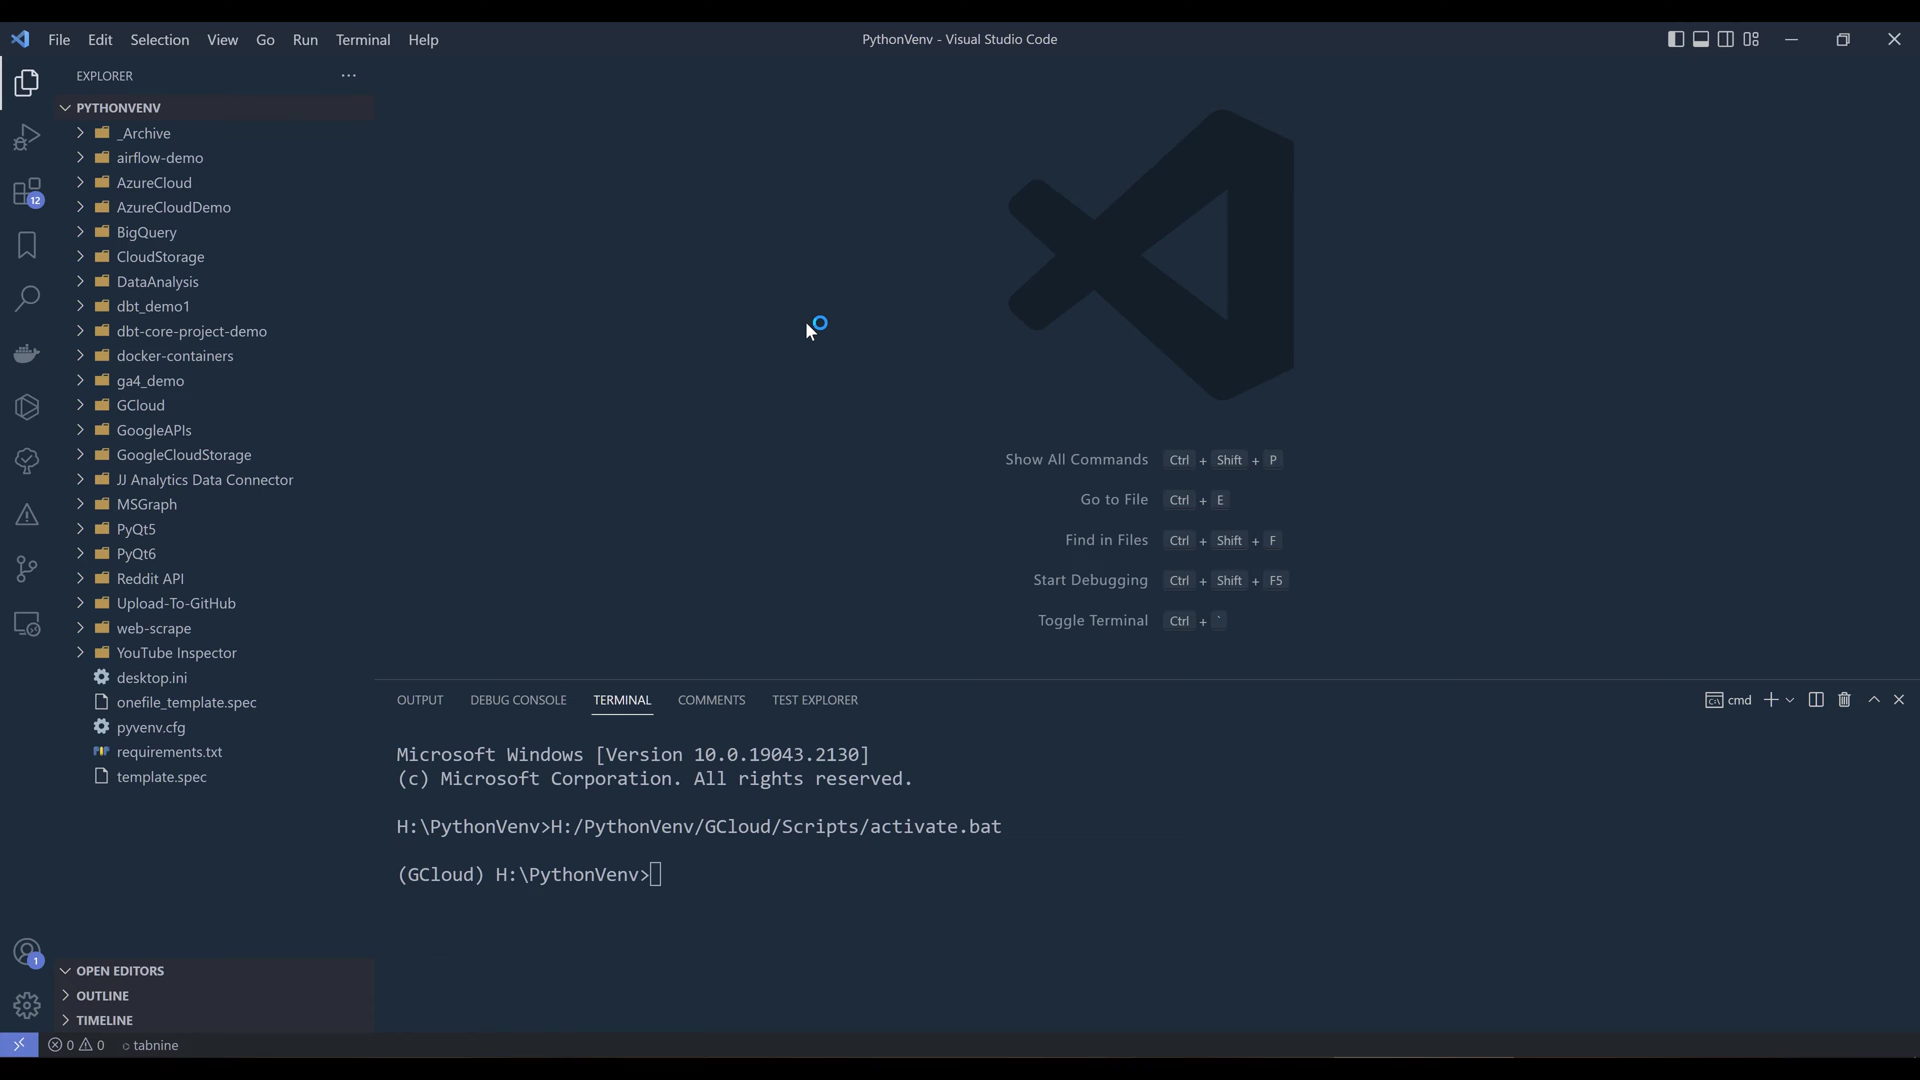 File Edit Selection View Go Run Terminal Help
PythonVenv - Visual Studio Code
EXPLORER
PYTHONVENV
_Archive
airflow-demo
AzureCloud
AzureCloudDemo
BigQuery
CloudStorage
DataAnalysis
dbt_demo1
dbt-core-project-demo
docker-containers
ga4_demo
GCloud
GoogleAPIs
GoogleCloudStorage
JJ Analytics Data Connector
MSGraph
PyQt5
PyQt6
Reddit API
Upload-To-GitHub
web-scrape
YouTube Inspector
desktop.ini
onefile_template.spec
pyvenv.cfg
requirements.txt
template.spec
OPEN EDITORS
OUTLINE
TIMELINE
12
1
Show All Commands Ctrl + Shift + P
Go to File Ctrl + E
Find in Files Ctrl + Shift + F
Start Debugging Ctrl + Shift + F5
Toggle Terminal Ctrl + `
OUTPUT DEBUG CONSOLE TERMINAL COMMENTS TEST EXPLORER
cmd
Microsoft Windows [Version 10.0.19043.2130]
(c) Microsoft Corporation. All rights reserved.
H:\PythonVenv>H:/PythonVenv/GCloud/Scripts/activate.bat
(GCloud) H:\PythonVenv>
0 0 tabnine